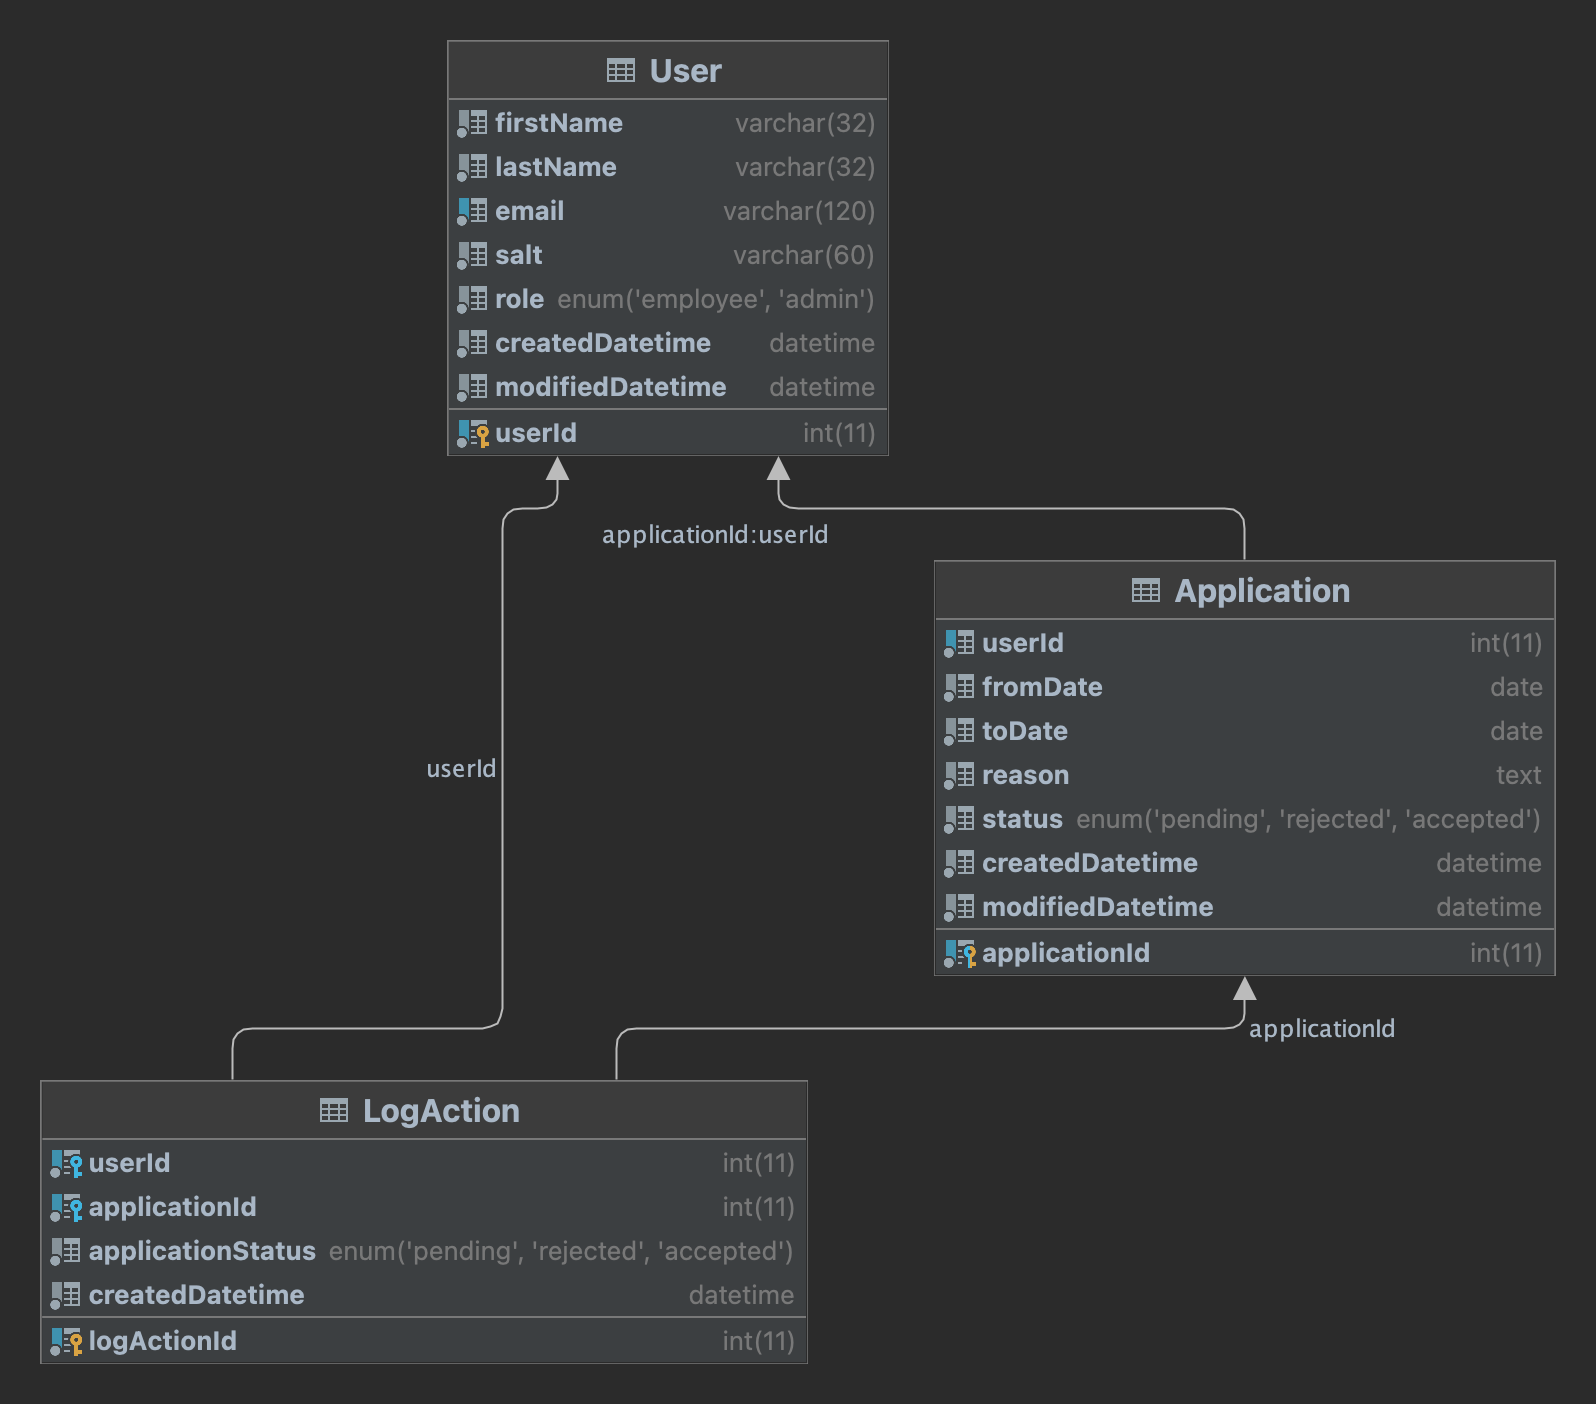 User
firstName varchar(32)
lastName varchar(32)
email varchar(120)
salt varchar(60)
role enum('employee', 'admin')
createdDatetime datetime
modifiedDatetime datetime
userId int(11)
applicationId:userId
Application
userId int(11)
fromDate date
toDate date
reason text
status enum('pending', 'rejected', 'accepted')
createdDatetime datetime
modifiedDatetime datetime
applicationId int(11)
userId
applicationId
LogAction
userId int(11)
applicationId int(11)
applicationStatus enum('pending', 'rejected', 'accepted')
createdDatetime datetime
logActionId int(11)